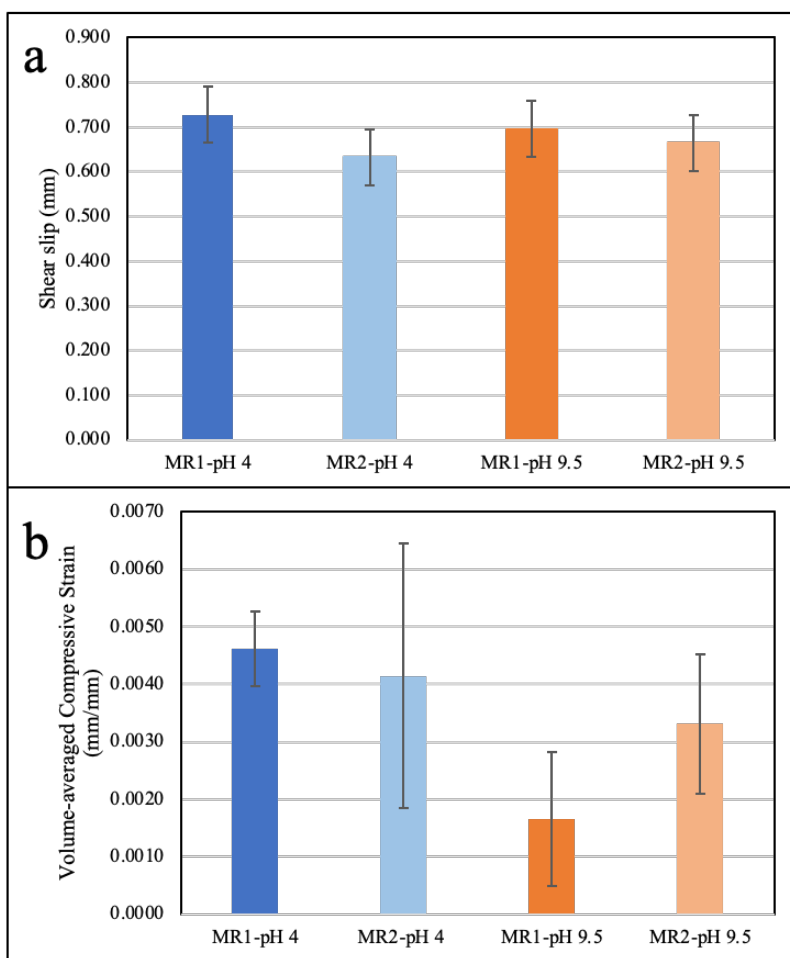 a
Shear slip (mm)
0.900
0.800
0.700
0.600
0.500
0.400
0.300
0.200
0.100
0.000
MR1-pH 4 MR2-pH 4 MR1-pH 9.5 MR2-pH 9.5
b
Volume-averaged Compressive Strain
(mm/mm)
0.0070
0.0060
0.0050
0.0040
0.0030
0.0020
0.0010
0.0000
MR1-pH 4 MR2-pH 4 MR1-pH 9.5 MR2-pH 9.5